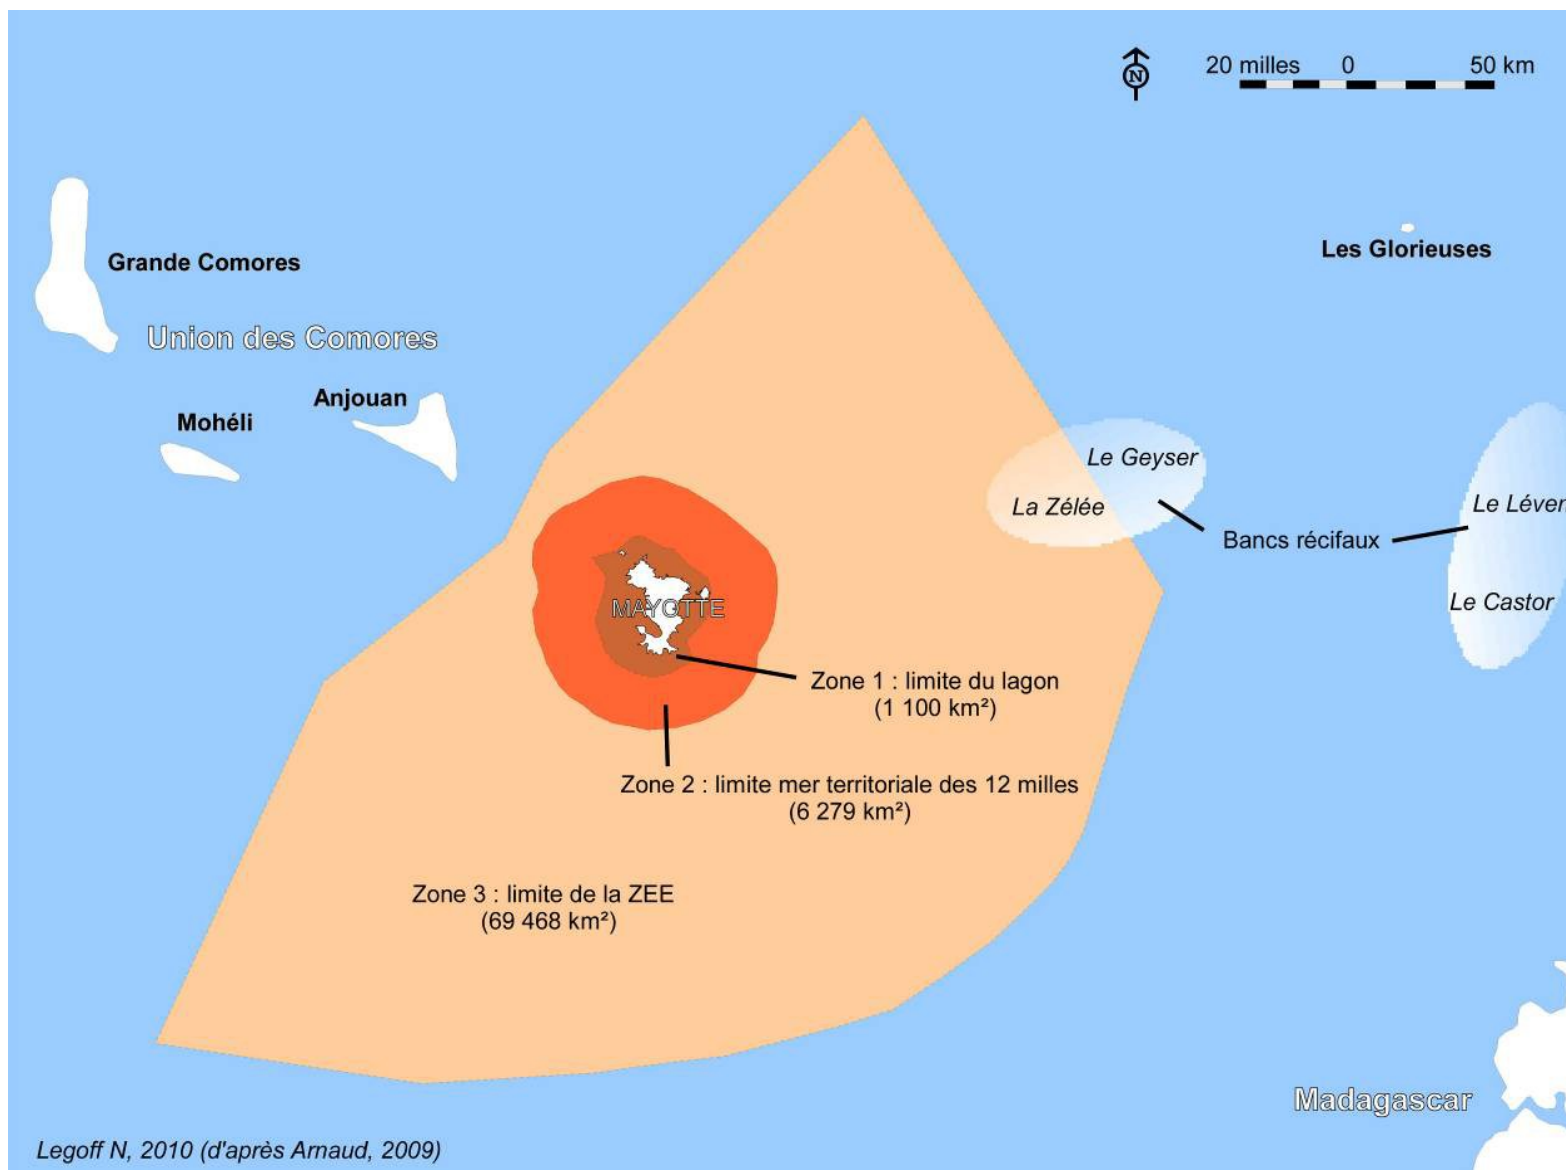 20 milles 0 50 km
N
Les Glorieuses
Grande Comores
Union des Comores
Anjouan
Mohéli
Le Geyser
La Zélée
Le Léven
Bancs récifaux
Le Castor
MAYOTTE
Zone 1 : limite du lagon
(1 100 km²)
Zone 2 : limite mer territoriale des 12 milles
(6 279 km²)
Zone 3 : limite de la ZEE
(69 468 km²)
Madagascar
Legoff N, 2010 (d'après Arnaud, 2009)